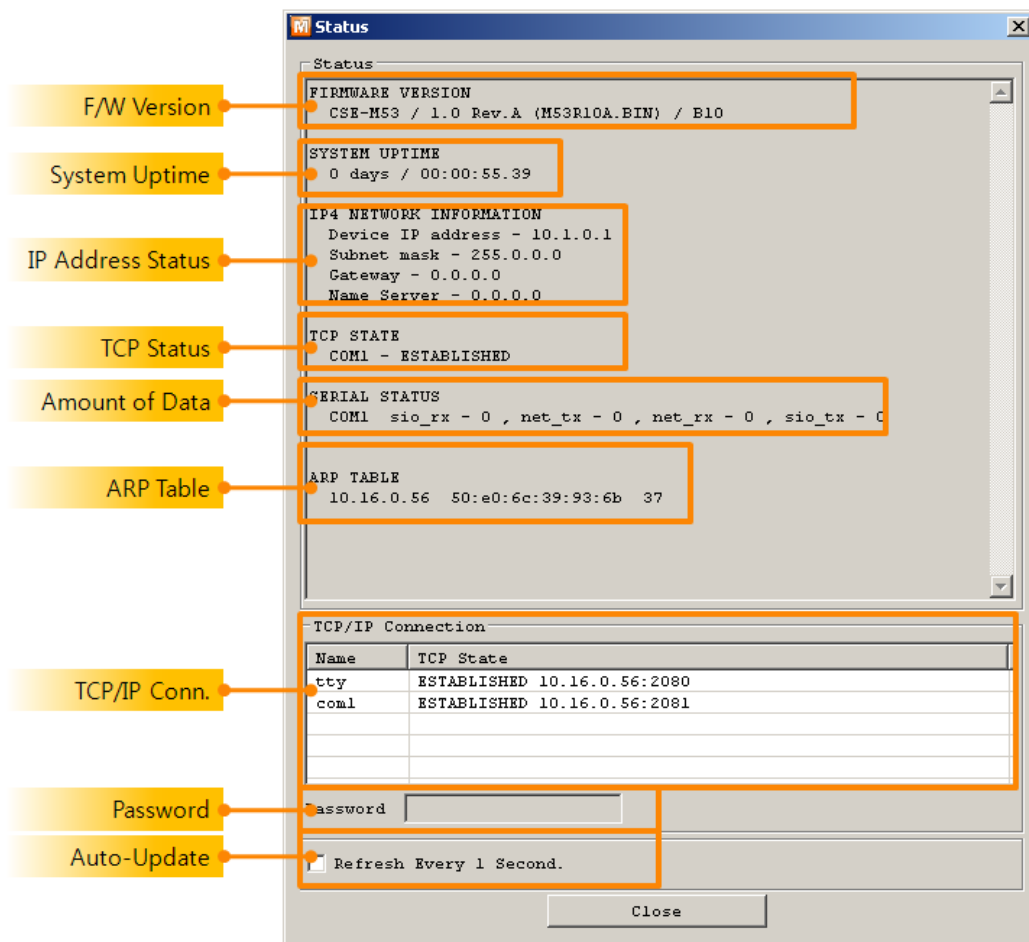 Status
Status
F/W Version
FIRMWARE VERSION
CSE-M53 / 1.0 Rev.A (M53R10A.BIN) / B10
System Uptime
SYSTEM UPTIME
0 days / 00:00:55.39
IP Address Status
IP4 NETWORK INFORMATION
Device IP address - 10.1.0.1
Subnet mask - 255.0.0.0
Gateway - 0.0.0.0
Name Server - 0.0.0.0
TCP Status
TCP STATE
COM1 - ESTABLISHED
Amount of Data
SERIAL STATUS
COM1 sio_rx - 0 , net_tx - 0 , net_rx - 0 , sio_tx - 0
ARP Table
ARP TABLE
10.16.0.56 50:e0:6c:39:93:6b 37
TCP/IP Connection
Name TCP State
TCP/IP Conn.
tty ESTABLISHED 10.16.0.56:2080
com1 ESTABLISHED 10.16.0.56:2081
Password
Password
Auto-Update
Refresh Every 1 Second.
Close